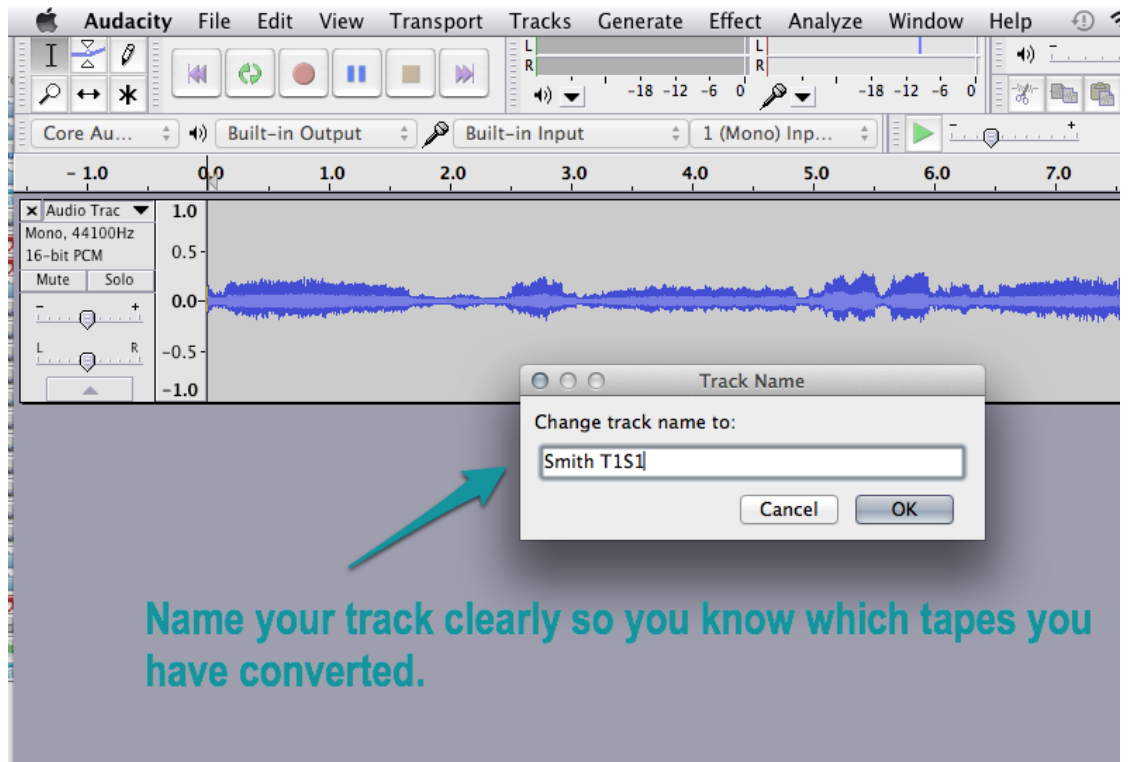 Audacity File Edit View Transport Tracks Generate Effect Analyze Window Help
L
R
-18 -12 -6 0
L
R
-18 -12 -6 0
Core Au... Built-in Output Built-in Input 1 (Mono) Inp...
- +
- 1.0 0.0 1.0 2.0 3.0 4.0 5.0 6.0 7.0
Audio Trac
Mono, 44100Hz
16-bit PCM
Mute Solo
- +
L R
1.0
0.5
0.0
-0.5
-1.0
Track Name
Change track name to:
Smith T1S1
Cancel OK
Name your track clearly so you know which tapes you
have converted.